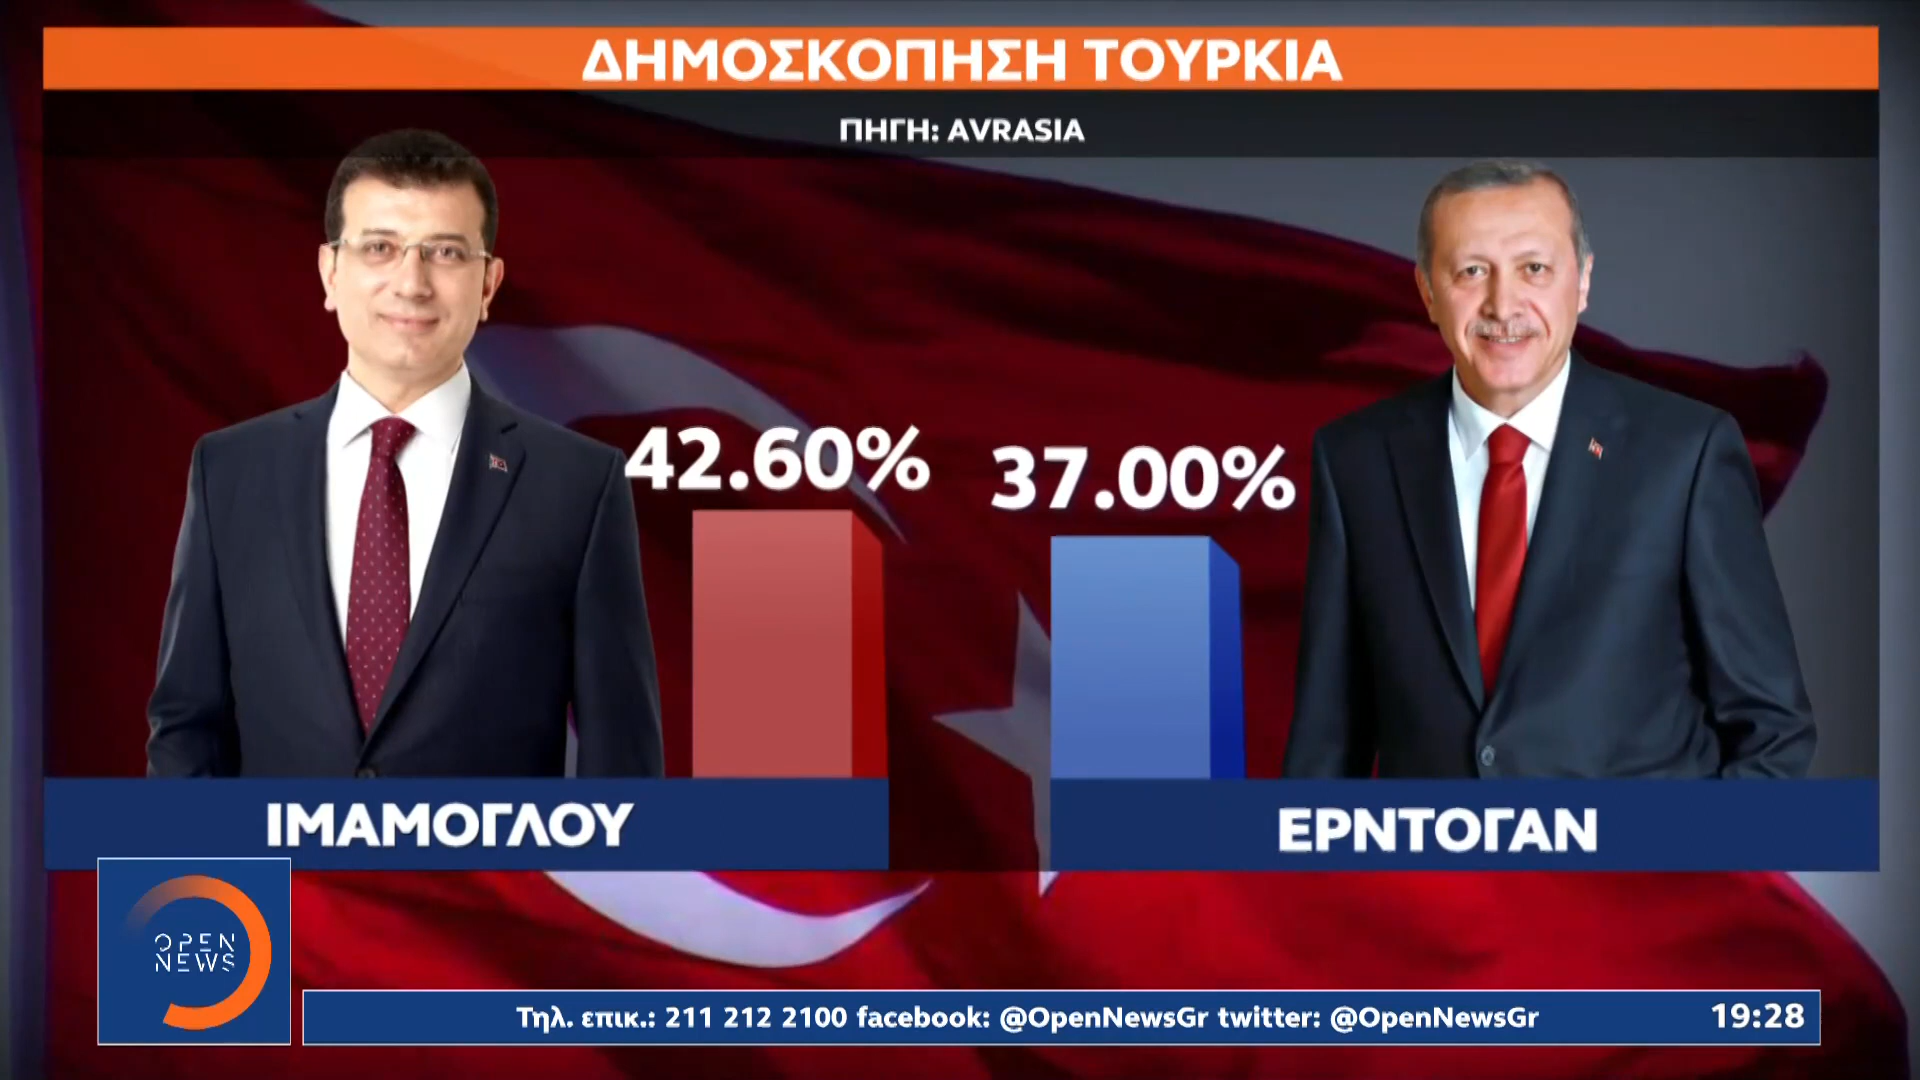 ΔΗΜΟΣΚΟΠΗΣΗ ΤΟΥΡΚΙΑ
ΠΗΓΗ: AVRASIA
42.60%
37.00%
ΙΜΑΜΟΓΛΟΥ
ΕΡΝΤΟΓΑΝ
OPEN
NEWS
Τηλ. επικ.: 211 212 2100 facebook: @OpenNewsGr twitter: @OpenNewsGr
19:28